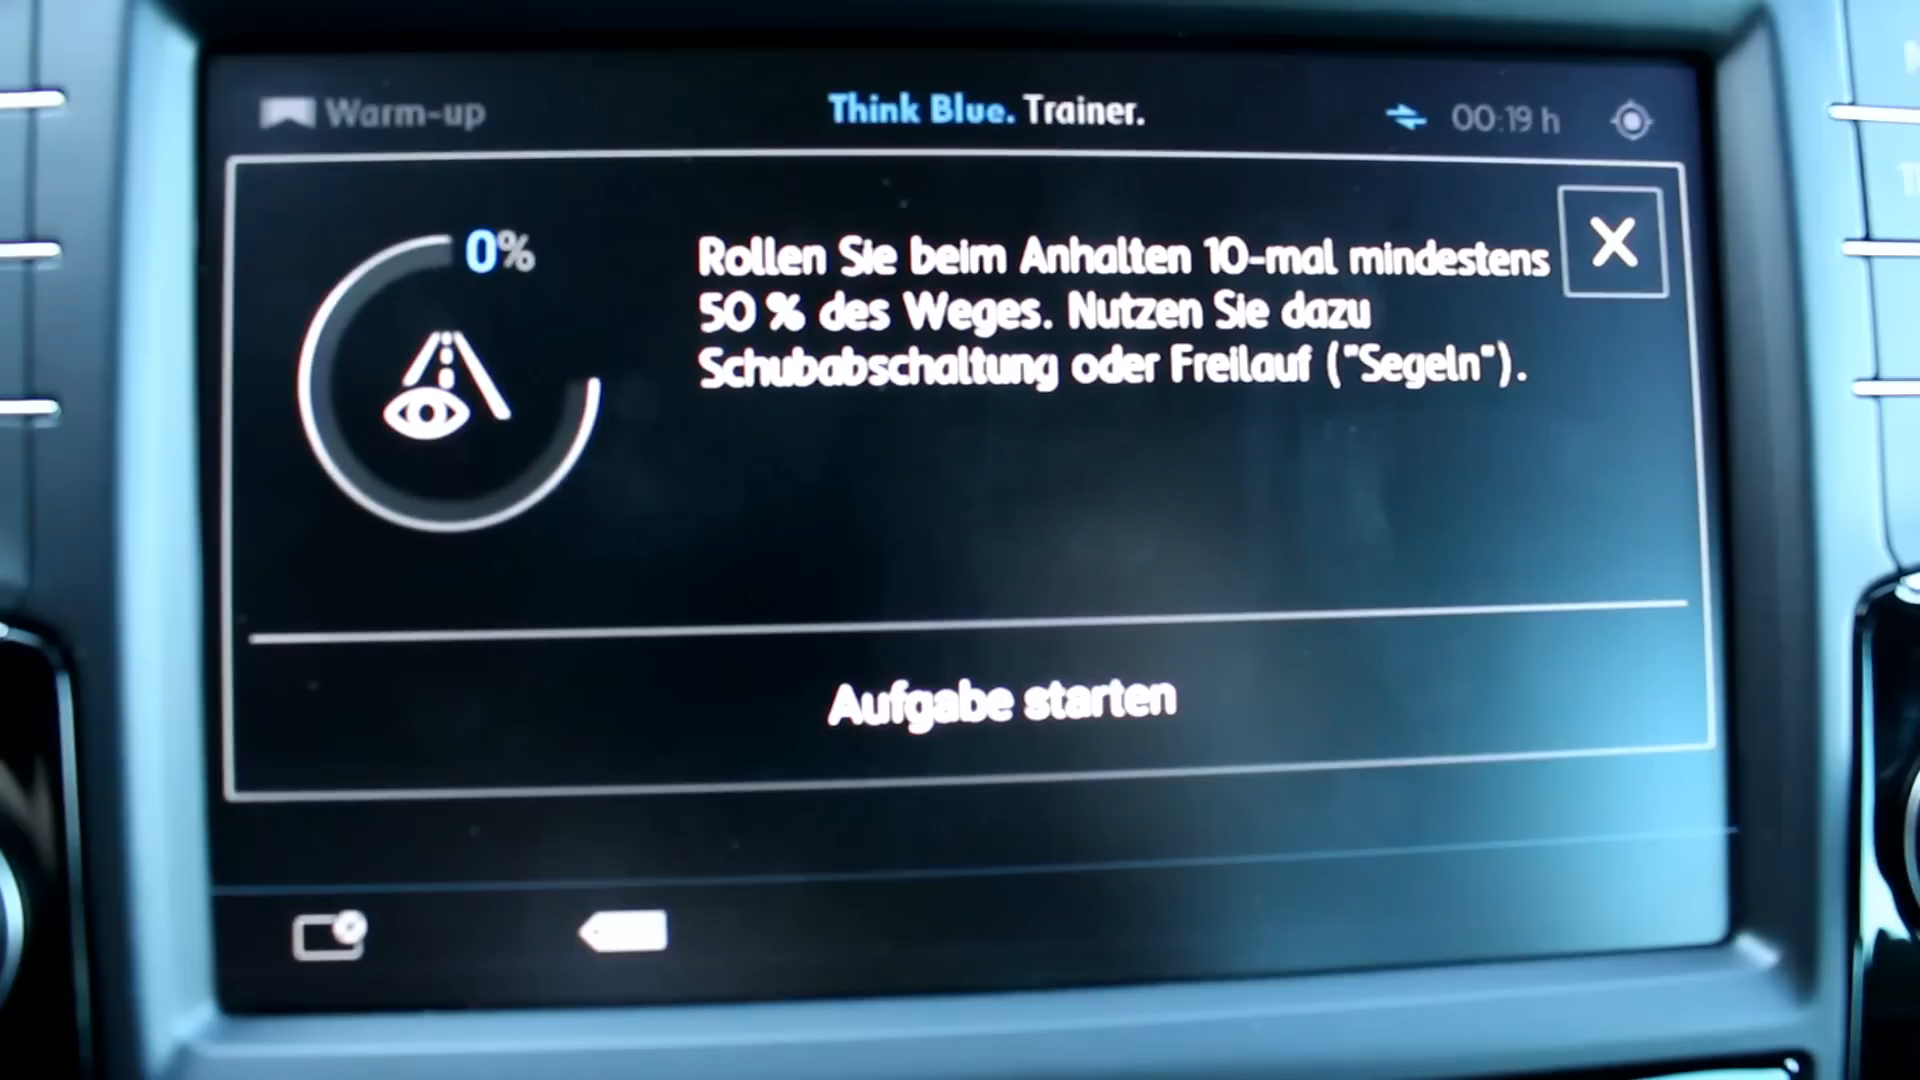 Warm-up
Think Blue. Trainer.
00:19 h
0%
Rollen Sie beim Anhalten 10-mal mindestens
50 % des Weges. Nutzen Sie dazu
Schubabschaltung oder Freilauf ("Segeln").
X
Aufgabe starten